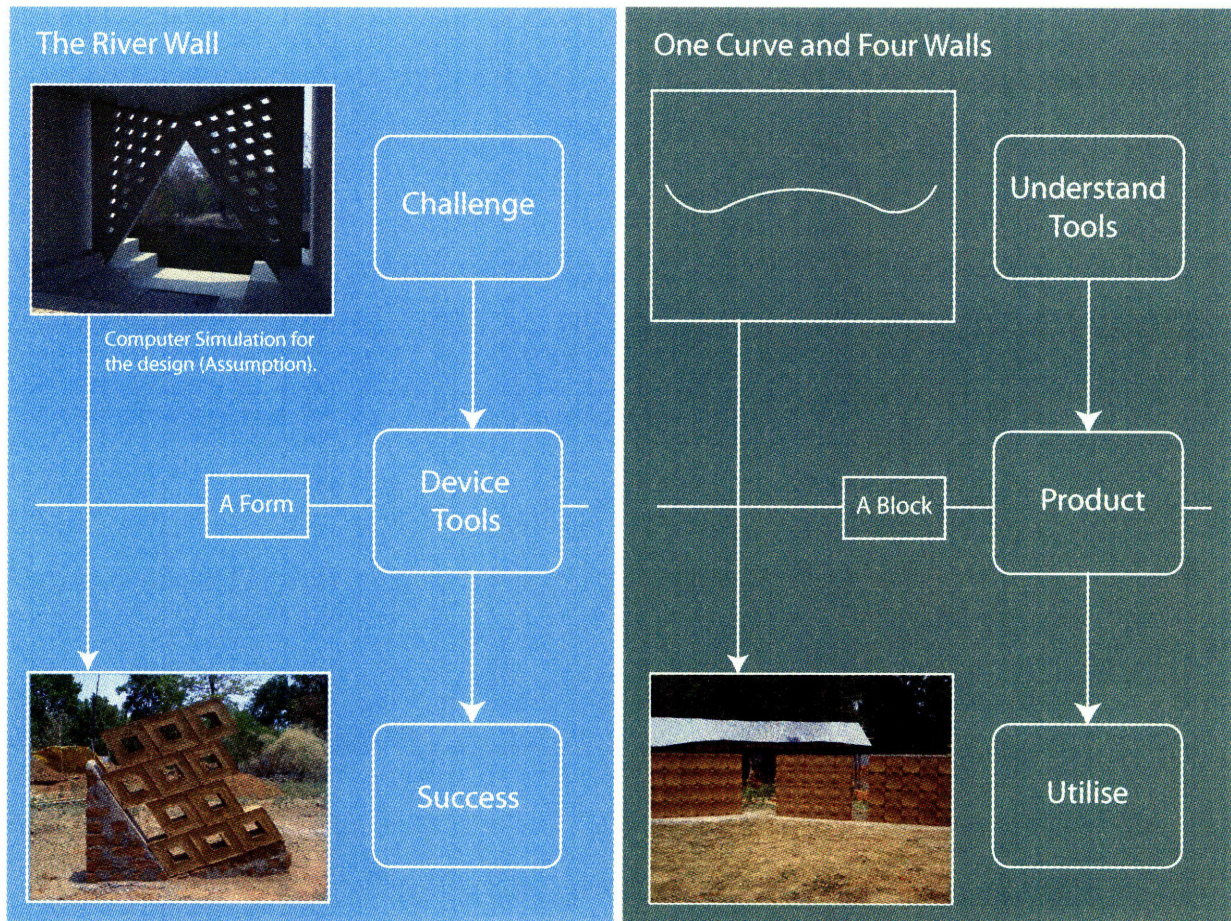 The River Wall
Challenge
Computer Simulation for
the design (Assumption).
A Form
Device
Tools
Success
One Curve and Four Walls
Understand
Tools
A Block
Product
Utilise